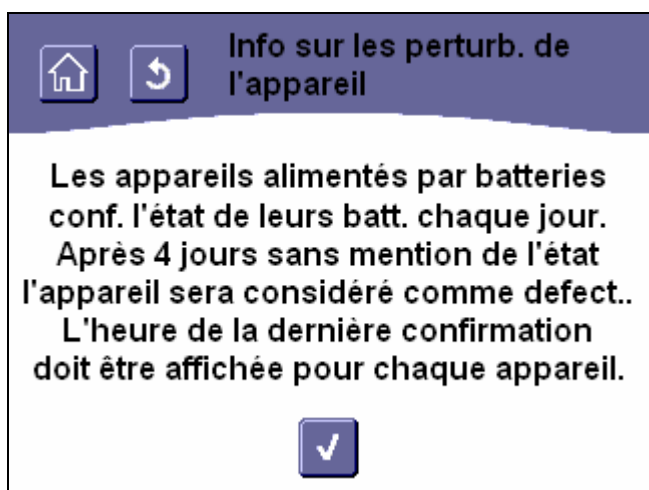 Info sur les perturb. de
l'appareil
Les appareils alimentés par batteries
conf. l'état de leurs batt. chaque jour.
Après 4 jours sans mention de l'état
l'appareil sera considéré comme defect..
L'heure de la dernière confirmation
doit être affichée pour chaque appareil.